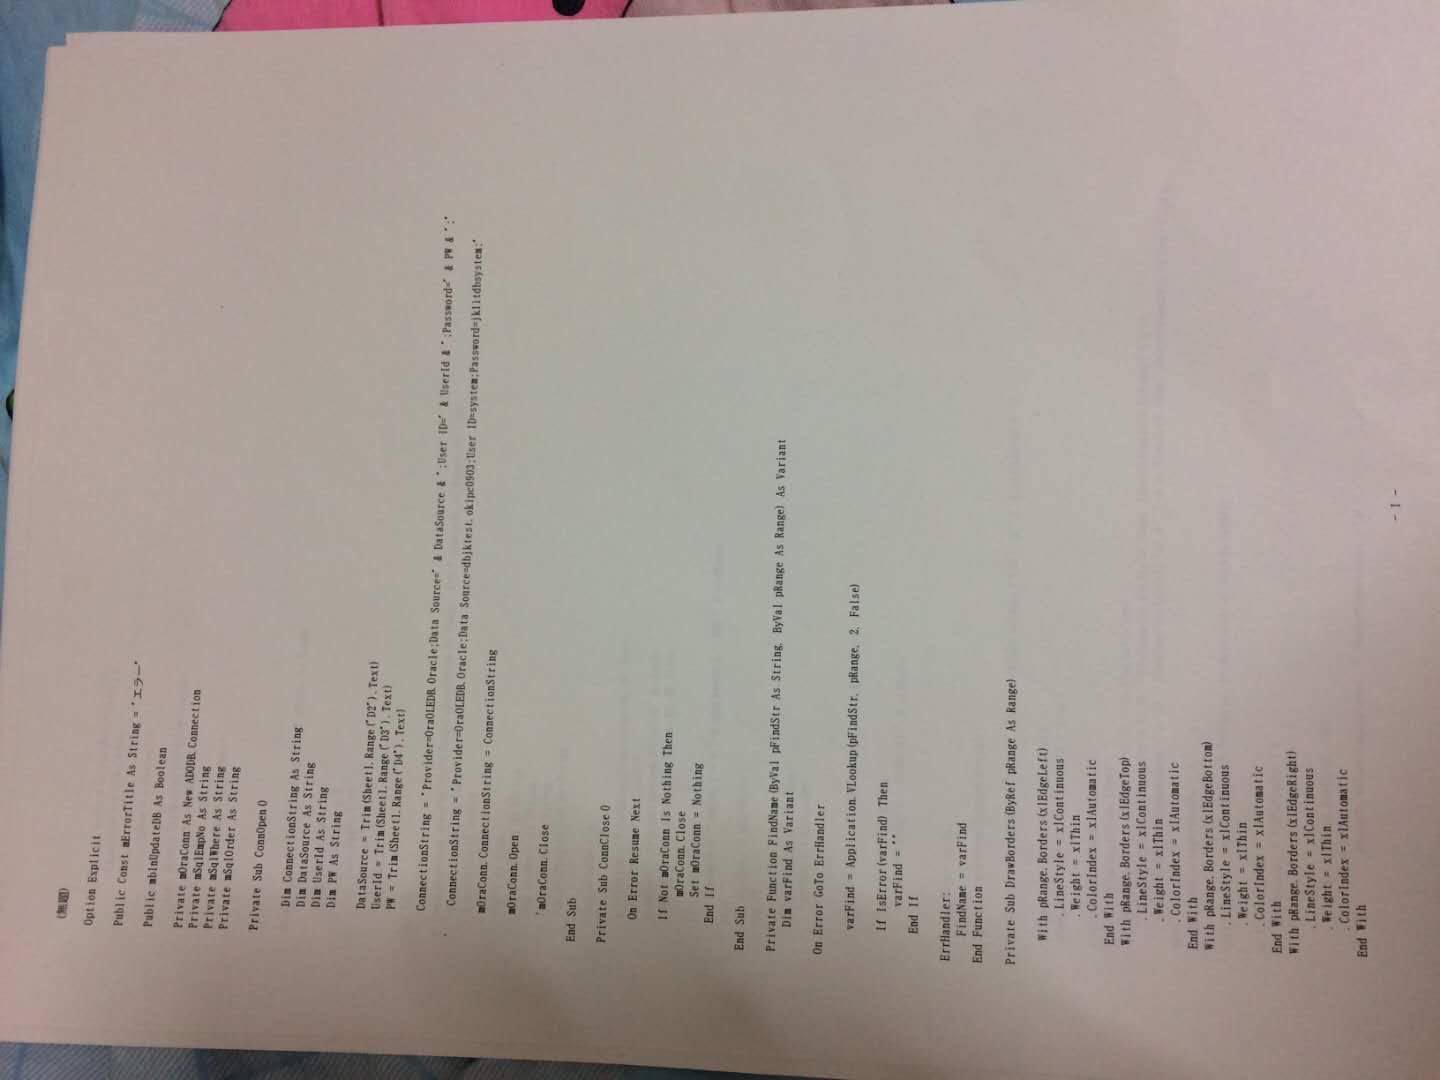 (無題)
Option Explicit
Public Const mErrorTitle As String = "エラー"
Public mbInUpdateDB As Boolean
Private mOraConn As New ADODB.Connection
Private mSqlEmpNo As String
Private mSqlWhere As String
Private mSqlOrder As String
Private Sub ConnOpen()
Dim ConnectionString As String
Dim DataSource As String
Dim UserId As String
Dim PW As String
DataSource = Trim(Sheet1.Range("D2").Text)
UserId = Trim(Sheet1.Range("D3").Text)
PW = Trim(Sheet1.Range("D4").Text)
ConnectionString = "Provider=OraOLEDB.Oracle;Data Source=" & DataSource & ";User ID=" & UserId & ";Password=" & PW & ";"
' ConnectionString = "Provider=OraOLEDB.Oracle;Data Source=dbjktest.okipc0903;User ID=system;Password=jklitdbsystem;"
mOraConn.ConnectionString = ConnectionString
mOraConn.Open
'mOraConn.Close
End Sub
Private Sub ConnClose()
On Error Resume Next
If Not mOraConn Is Nothing Then
mOraConn.Close
Set mOraConn = Nothing
End If
End Sub
Private Function FindName(ByVal pFindStr As String, ByVal pRange As Range) As Variant
Dim varFind As Variant
On Error GoTo ErrHandler
varFind = Application.VLookup(pFindStr, pRange, 2, False)
If IsError(varFind) Then
varFind = ""
End If
ErrHandler:
FindName = varFind
End Function
Private Sub DrawBorders(ByRef pRange As Range)
With pRange.Borders(xlEdgeLeft)
.LineStyle = xlContinuous
.Weight = xlThin
.ColorIndex = xlAutomatic
End With
With pRange.Borders(xlEdgeTop)
.LineStyle = xlContinuous
.Weight = xlThin
.ColorIndex = xlAutomatic
End With
With pRange.Borders(xlEdgeBottom)
.LineStyle = xlContinuous
.Weight = xlThin
.ColorIndex = xlAutomatic
End With
With pRange.Borders(xlEdgeRight)
.LineStyle = xlContinuous
.Weight = xlThin
.ColorIndex = xlAutomatic
End With
- 1 -